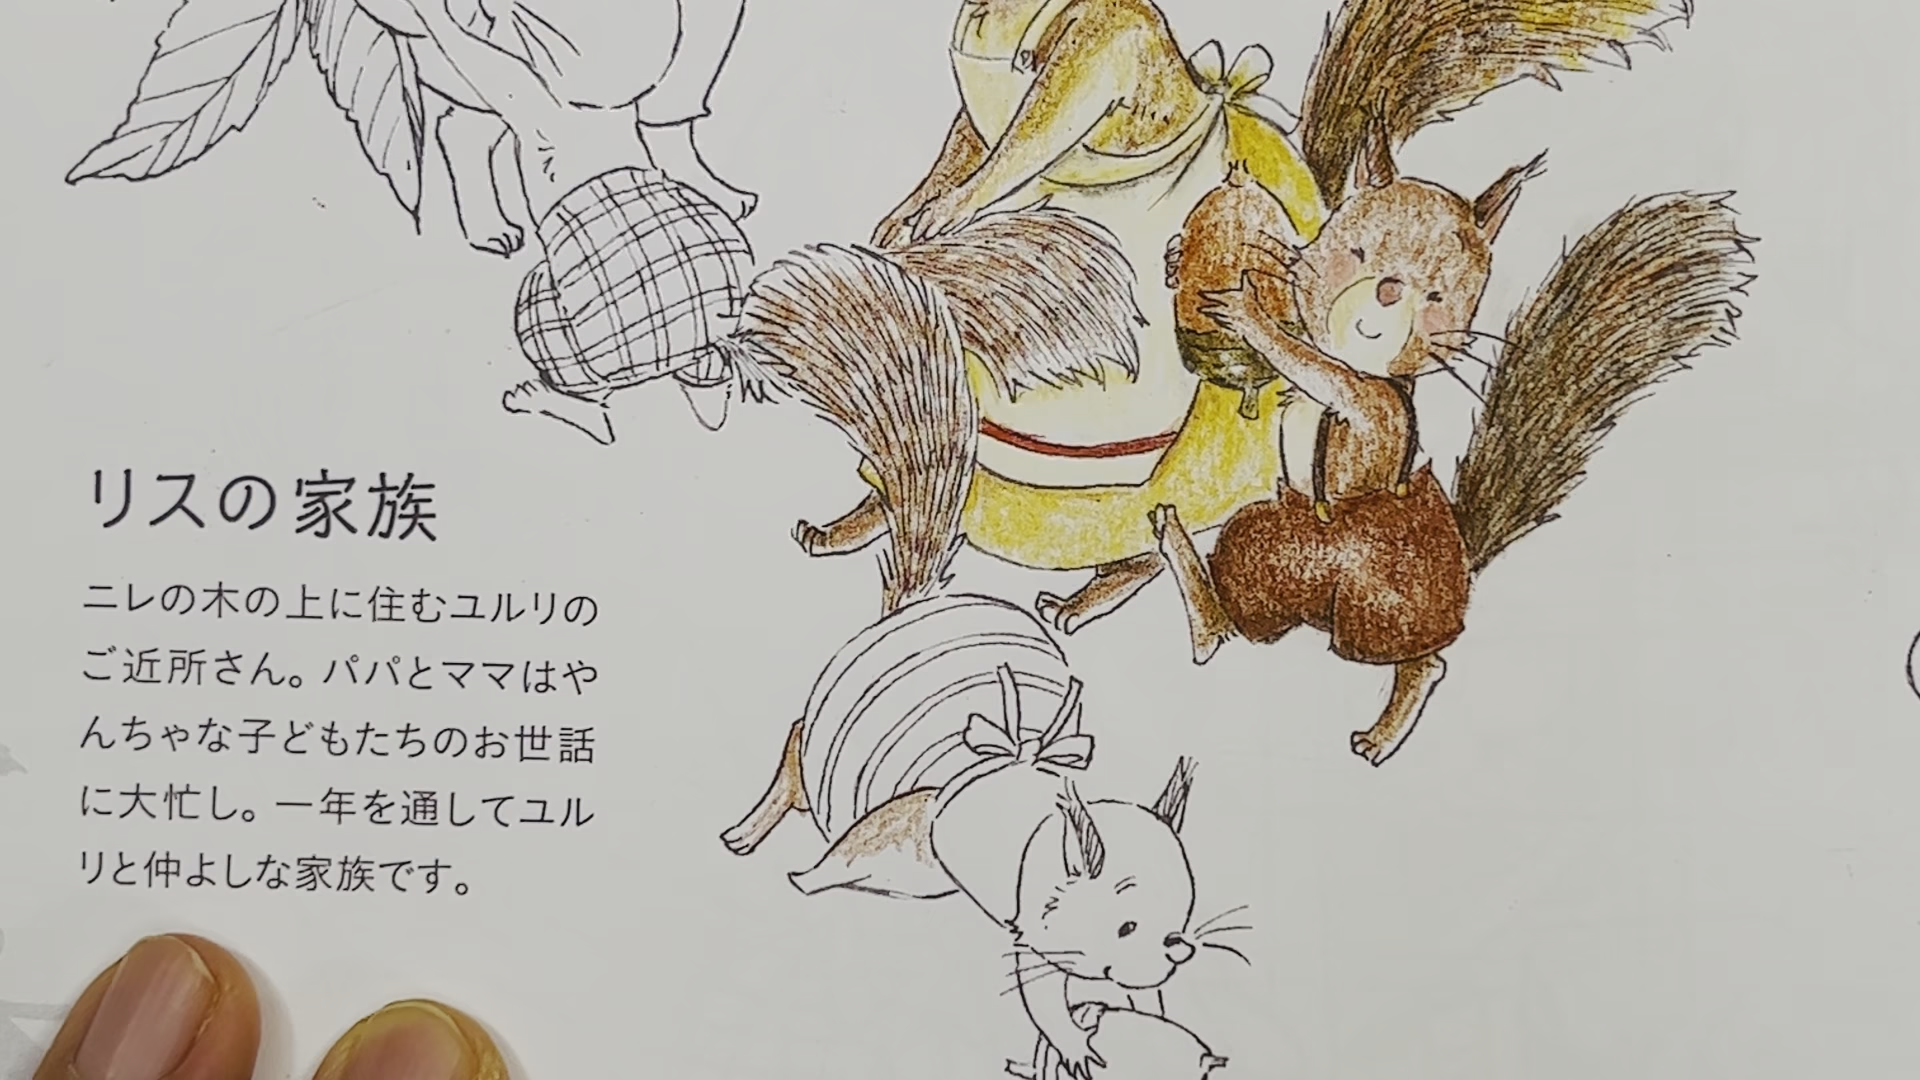 リスの家族
ニレの木の上に住むユルリの
ご近所さん。パパとママはや
んちゃな子どもたちのお世話
に大忙し。一年を通してユル
リと仲よしな家族です。